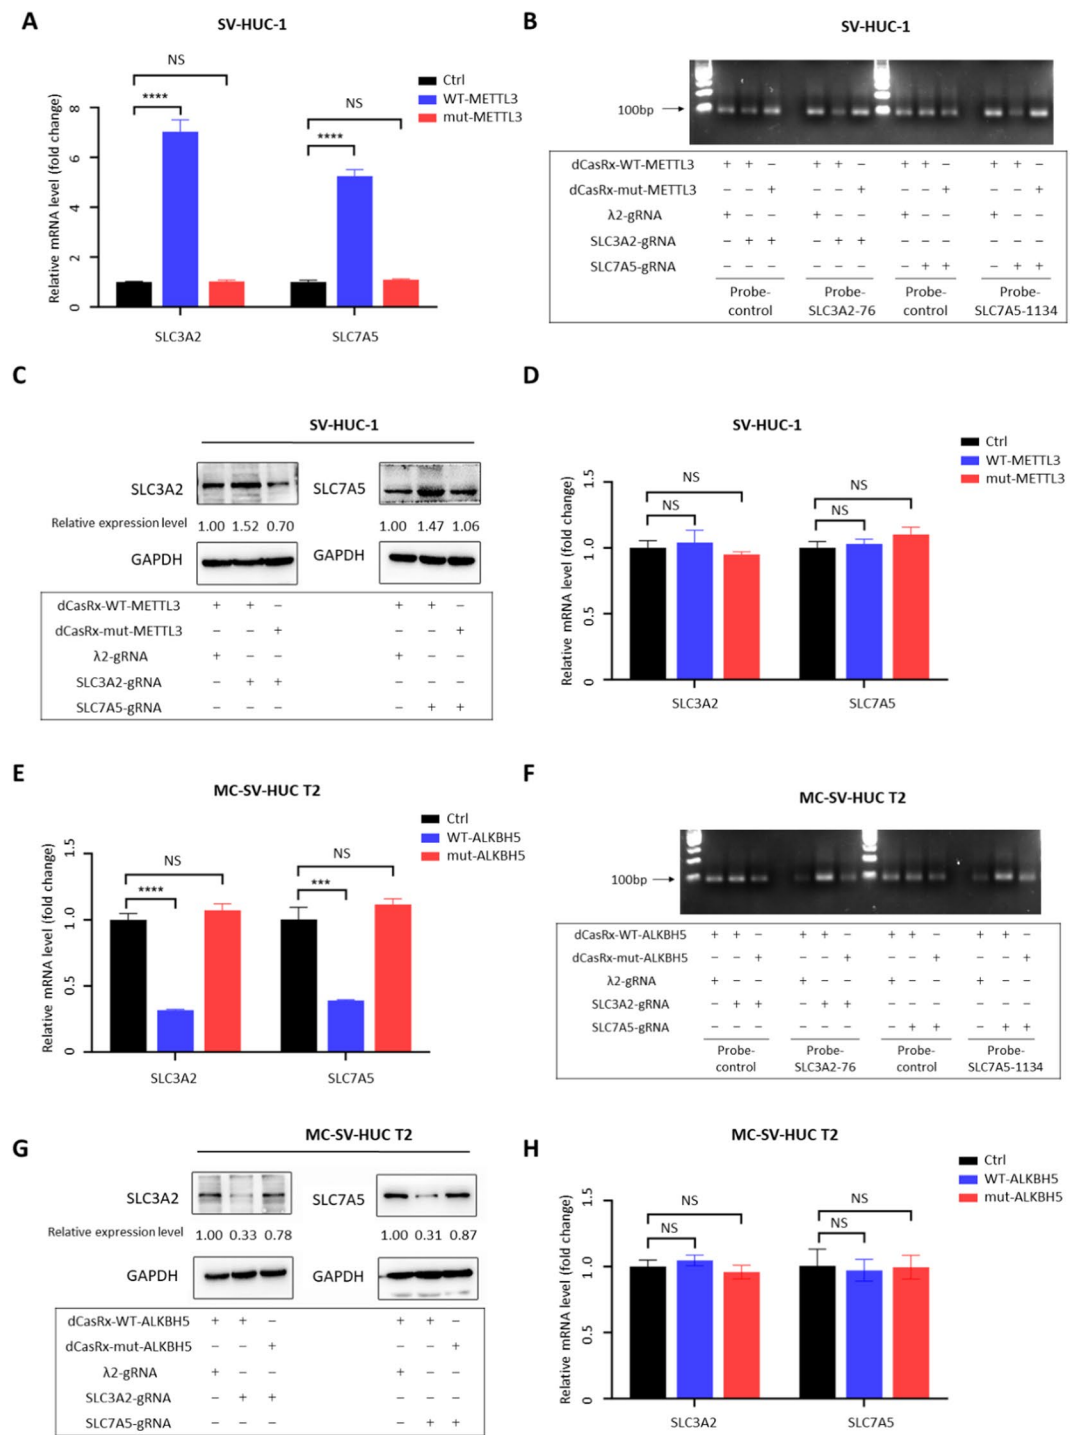 A
SV-HUC-1
NS
****
NS
****
Ctrl
WT-METTL3
mut-METTL3
Relative mRNA level (fold change)
8
6
4
2
0
SLC3A2
SLC7A5
B
SV-HUC-1
100bp
dCasRx-WT-METTL3 + + – + + – + + – + + –
dCasRx-mut-METTL3 – – + – – + – – + – – +
λ2-gRNA + – – + – – + – – + – –
SLC3A2-gRNA – + + – + + – – – – – –
SLC7A5-gRNA – – – – – – – + + – + +
Probe-control
Probe-SLC3A2-76
Probe-control
Probe-SLC7A5-1134
C
SV-HUC-1
SLC3A2
SLC7A5
Relative expression level 1.00 1.52 0.70 1.00 1.47 1.06
GAPDH
GAPDH
dCasRx-WT-METTL3 + + – + + –
dCasRx-mut-METTL3 – – + – – +
λ2-gRNA + – – + – –
SLC3A2-gRNA – + + – – –
SLC7A5-gRNA – – – – + +
D
SV-HUC-1
Ctrl
WT-METTL3
mut-METTL3
NS
NS
NS
NS
Relative mRNA level (fold change)
1.5
1.0
0.5
0
SLC3A2
SLC7A5
E
MC-SV-HUC T2
Ctrl
WT-ALKBH5
mut-ALKBH5
NS
****
NS
***
Relative mRNA level (fold change)
1.5
1.0
0.5
0
SLC3A2
SLC7A5
F
MC-SV-HUC T2
100bp
dCasRx-WT-ALKBH5 + + – + + – + + – + + –
dCasRx-mut-ALKBH5 – – + – – + – – + – – +
λ2-gRNA + – – + – – + – – + – –
SLC3A2-gRNA – + + – + + – – – – – –
SLC7A5-gRNA – – – – – – – + + – + +
Probe-control
Probe-SLC3A2-76
Probe-control
Probe-SLC7A5-1134
G
MC-SV-HUC T2
SLC3A2
SLC7A5
Relative expression level 1.00 0.33 0.78 1.00 0.31 0.87
GAPDH
GAPDH
dCasRx-WT-ALKBH5 + + – + + –
dCasRx-mut-ALKBH5 – – + – – +
λ2-gRNA + – – + – –
SLC3A2-gRNA – + + – – –
SLC7A5-gRNA – – – – + +
H
MC-SV-HUC T2
Ctrl
WT-ALKBH5
mut-ALKBH5
NS
NS
NS
NS
Relative mRNA level (fold change)
1.5
1.0
0.5
0
SLC3A2
SLC7A5